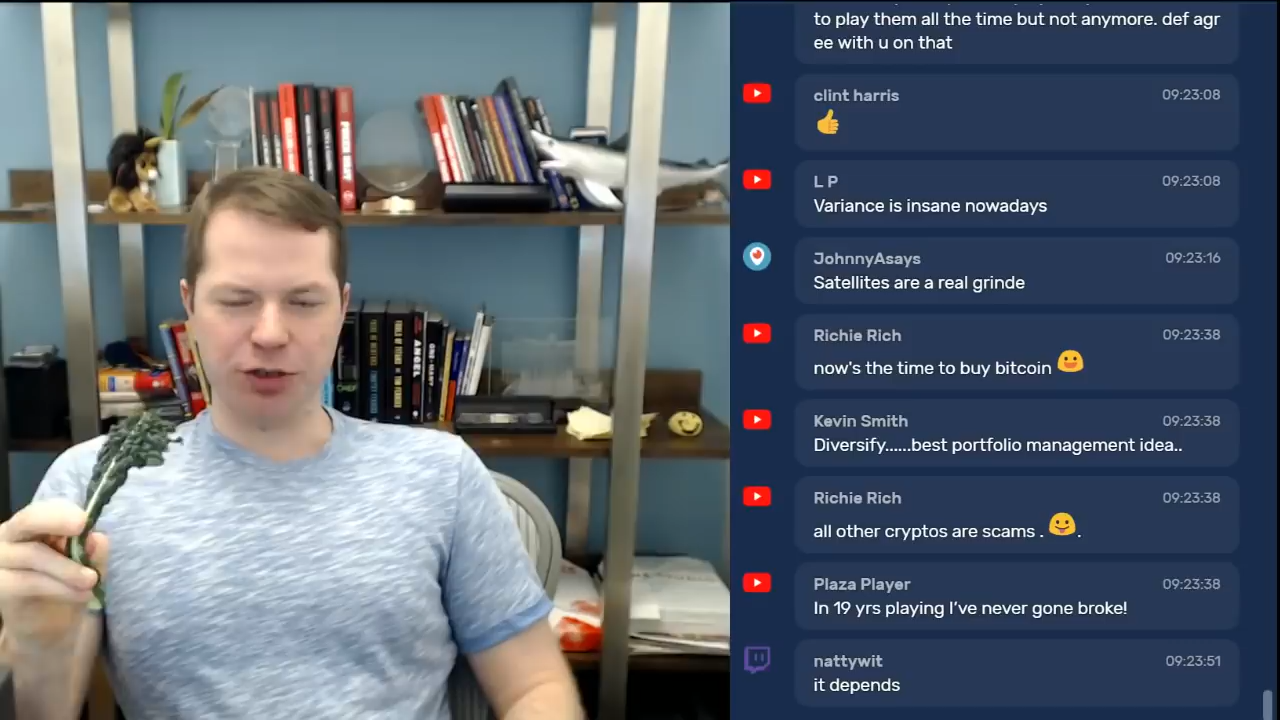 to play them all the time but not anymore. def agr
ee with u on that
clint harris 09:23:08
L P 09:23:08
Variance is insane nowadays
JohnnyAsays 09:23:16
Satellites are a real grinde
Richie Rich 09:23:38
now's the time to buy bitcoin
Kevin Smith 09:23:38
Diversify......best portfolio management idea..
Richie Rich 09:23:38
all other cryptos are scams . .
Plaza Player 09:23:38
In 19 yrs playing I've never gone broke!
nattywit 09:23:51
it depends
ANGEL